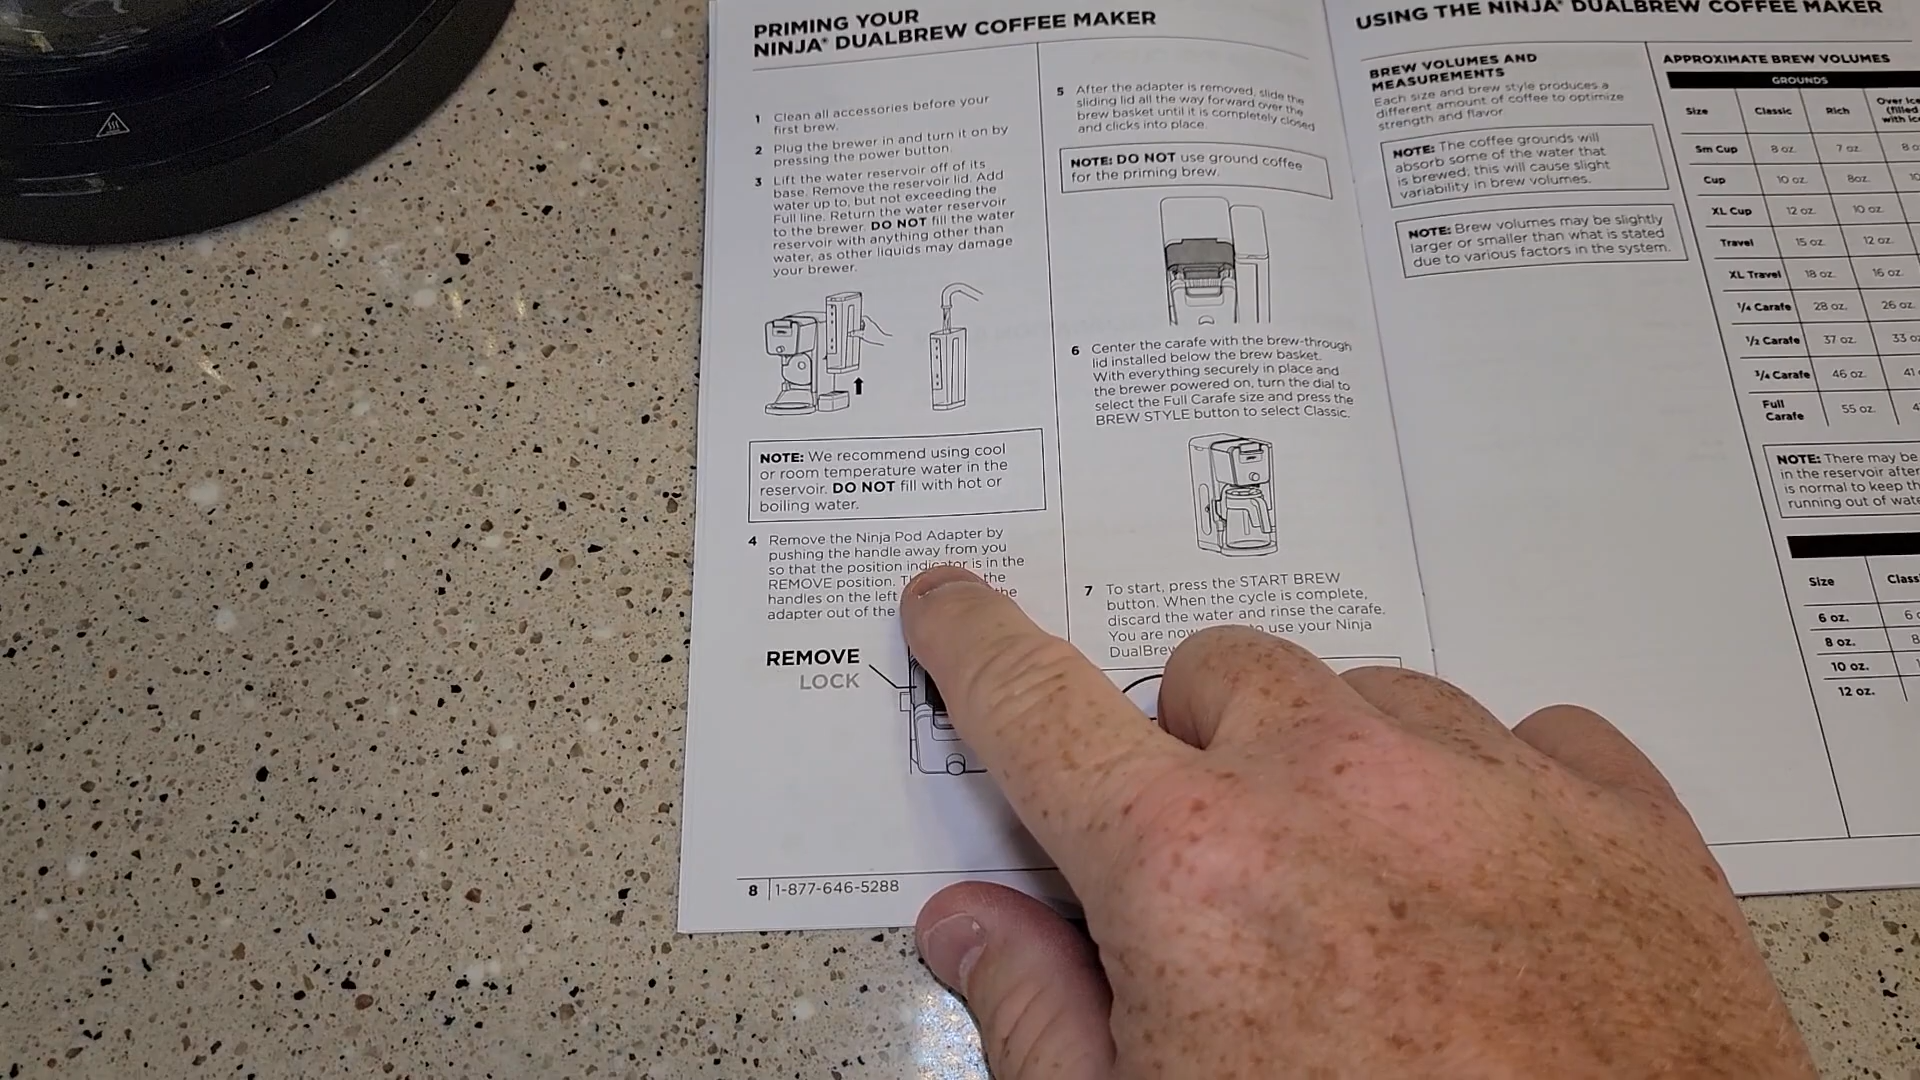 PRIMING YOUR
NINJA® DUALBREW COFFEE MAKER
1 Clean all accessories before your
first brew.
2 Plug the brewer in and turn it on by
pressing the power button.
3 Lift the water reservoir off of its
base. Remove the reservoir lid. Add
water up to, but not exceeding the
Full line. Return the water reservoir
to the brewer. DO NOT fill the water
reservoir with anything other than
water, as other liquids may damage
your brewer.
NOTE: We recommend using cool
or room temperature water in the
reservoir. DO NOT fill with hot or
boiling water.
4 Remove the Ninja Pod Adapter by
pushing the handle away from you
so that the position indicator is in the
REMOVE position. the
handles on the left the
adapter out of the
REMOVE
LOCK
8 | 1-877-646-5288
5 After the adapter is removed, slide the
sliding lid all the way forward over the
brew basket until it is completely closed
and clicks into place.
NOTE: DO NOT use ground coffee
for the priming brew.
6 Center the carafe with the brew-through
lid installed below the brew basket.
With everything securely in place and
the brewer powered on, turn the dial to
select the Full Carafe size and press the
BREW STYLE button to select Classic.
7 To start, press the START BREW
button. When the cycle is complete,
discard the water and rinse the carafe.
You are now to use your Ninja
USING THE NINJA® DUALBREW COFFEE MAKER
BREW VOLUMES AND
MEASUREMENTS
Each size and brew style produces a
different amount of coffee to optimize
strength and flavor.
NOTE: The coffee grounds will
absorb some of the water that
is brewed; this will cause slight
variability in brew volumes.
NOTE: Brew volumes may be slightly
larger or smaller than what is stated
due to various factors in the system.
APPROXIMATE BREW VOLUMES
GROUNDS
Size Classic Rich Over Ice
(filled
with ice
Sm Cup 8 oz. 7 oz. 8 o
Cup 10 oz. 8oz. 10
XL Cup 12 oz. 10 oz.
Travel 15 oz. 12 oz.
XL Travel 18 oz. 16 oz.
1/4 Carafe 28 oz. 26 oz.
1/2 Carafe 37 oz. 33 oz
3/4 Carafe 46 oz. 41
Full
Carafe 55 oz. 4
NOTE: There may be
in the reservoir after
is normal to keep th
running out of wate
Size Class
6 oz. 6
8 oz. 8
10 oz.
12 oz.